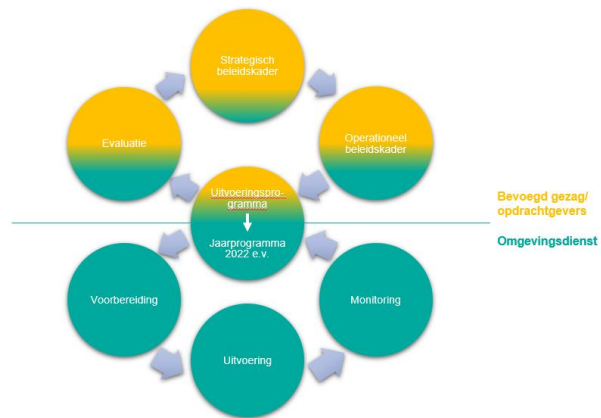 Strategisch
beleidskader
Evaluatie
Operationeel
beleidskader
Uitvoeringspro-
gramma
Jaarprogramma
2022 e.v.
Bevoegd gezag/
opdrachtgevers
Omgevingsdienst
Voorbereiding
Monitoring
Uitvoering